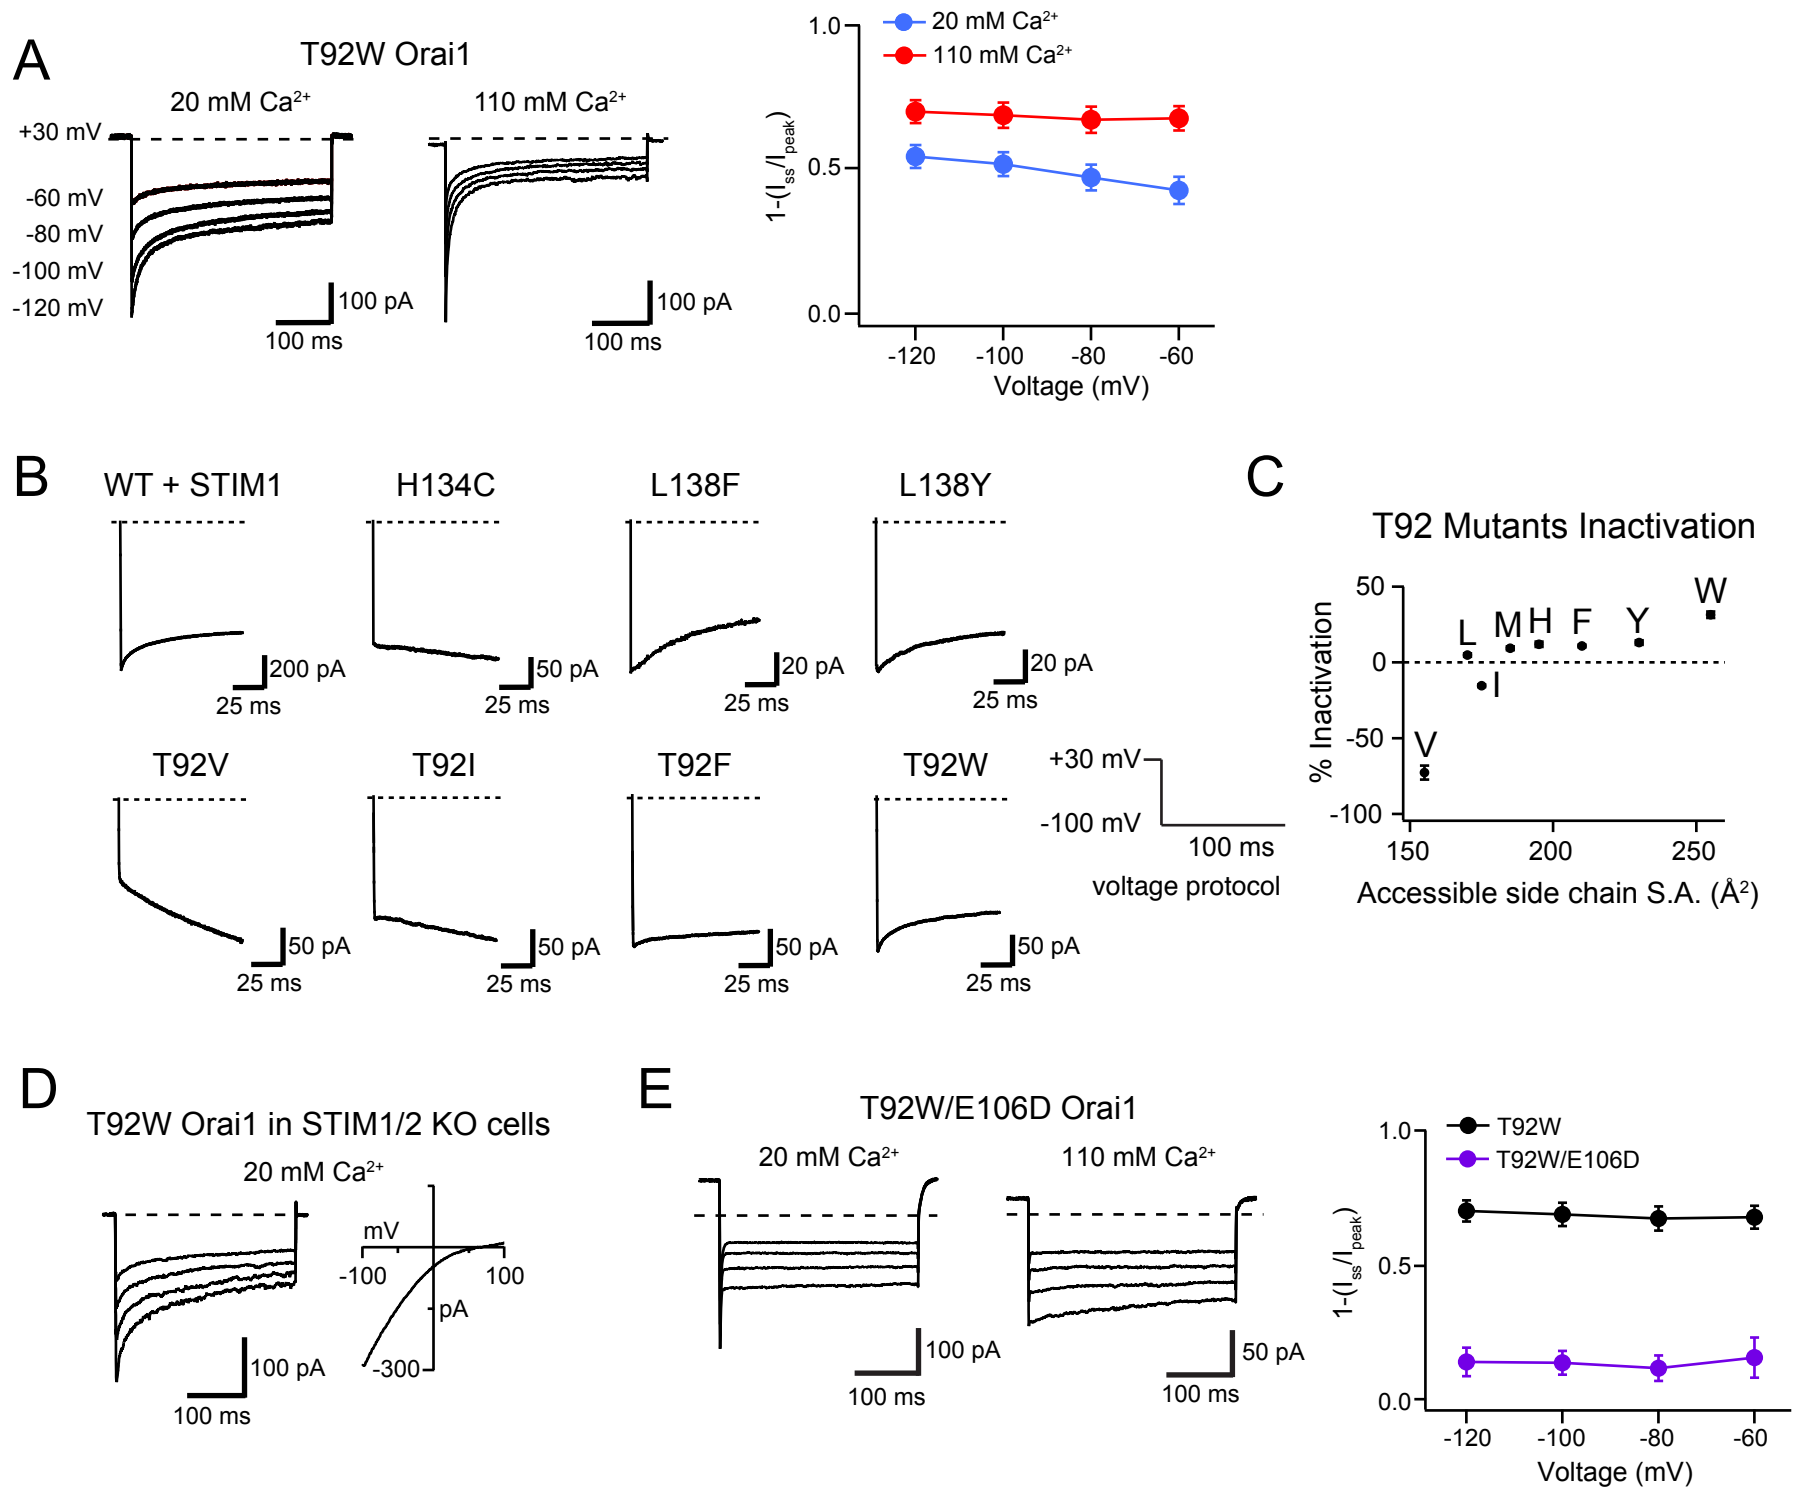 A
T92W Orai1
20 mM Ca²⁺
110 mM Ca²⁺
+30 mV
-60 mV
-80 mV
-100 mV
-120 mV
100 pA
100 ms
100 pA
100 ms
20 mM Ca²⁺
110 mM Ca²⁺
1.0
0.5
0.0
1-(Iss/Ipeak)
-120
-100
-80
-60
Voltage (mV)
B
WT + STIM1
H134C
L138F
L138Y
200 pA
25 ms
50 pA
25 ms
20 pA
25 ms
20 pA
25 ms
T92V
T92I
T92F
T92W
50 pA
25 ms
50 pA
25 ms
50 pA
25 ms
50 pA
25 ms
+30 mV
-100 mV
100 ms
voltage protocol
C
T92 Mutants Inactivation
% Inactivation
50
0
-50
-100
V
L
I
M
H
F
Y
W
150
200
250
Accessible side chain S.A. (Å²)
D
T92W Orai1 in STIM1/2 KO cells
20 mM Ca²⁺
100 pA
100 ms
mV
-100
100
pA
-300
E
T92W/E106D Orai1
20 mM Ca²⁺
110 mM Ca²⁺
100 pA
100 ms
50 pA
100 ms
T92W
T92W/E106D
1.0
0.5
0.0
1-(Iss/Ipeak)
-120
-100
-80
-60
Voltage (mV)